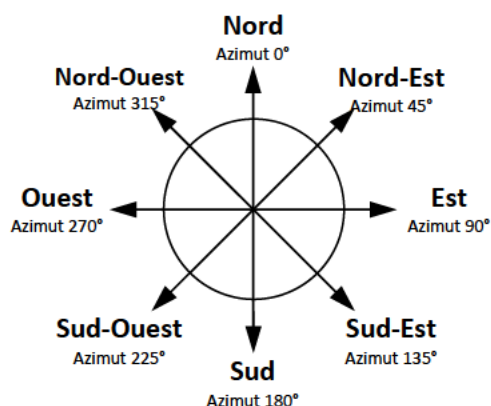 Nord
Azimut 0°
Nord-Ouest
Azimut 315°
Nord-Est
Azimut 45°
Ouest
Azimut 270°
Est
Azimut 90°
Sud-Ouest
Azimut 225°
Sud-Est
Azimut 135°
Sud
Azimut 180°